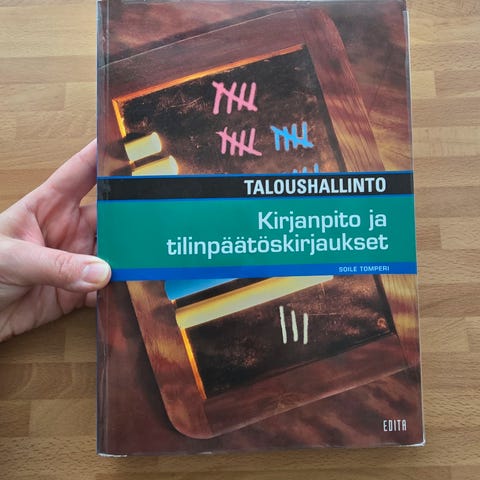 TALOUSHALLINTO
Kirjanpito ja
tilinpäätöskirjaukset
SOILE TOMPERI
EDITA